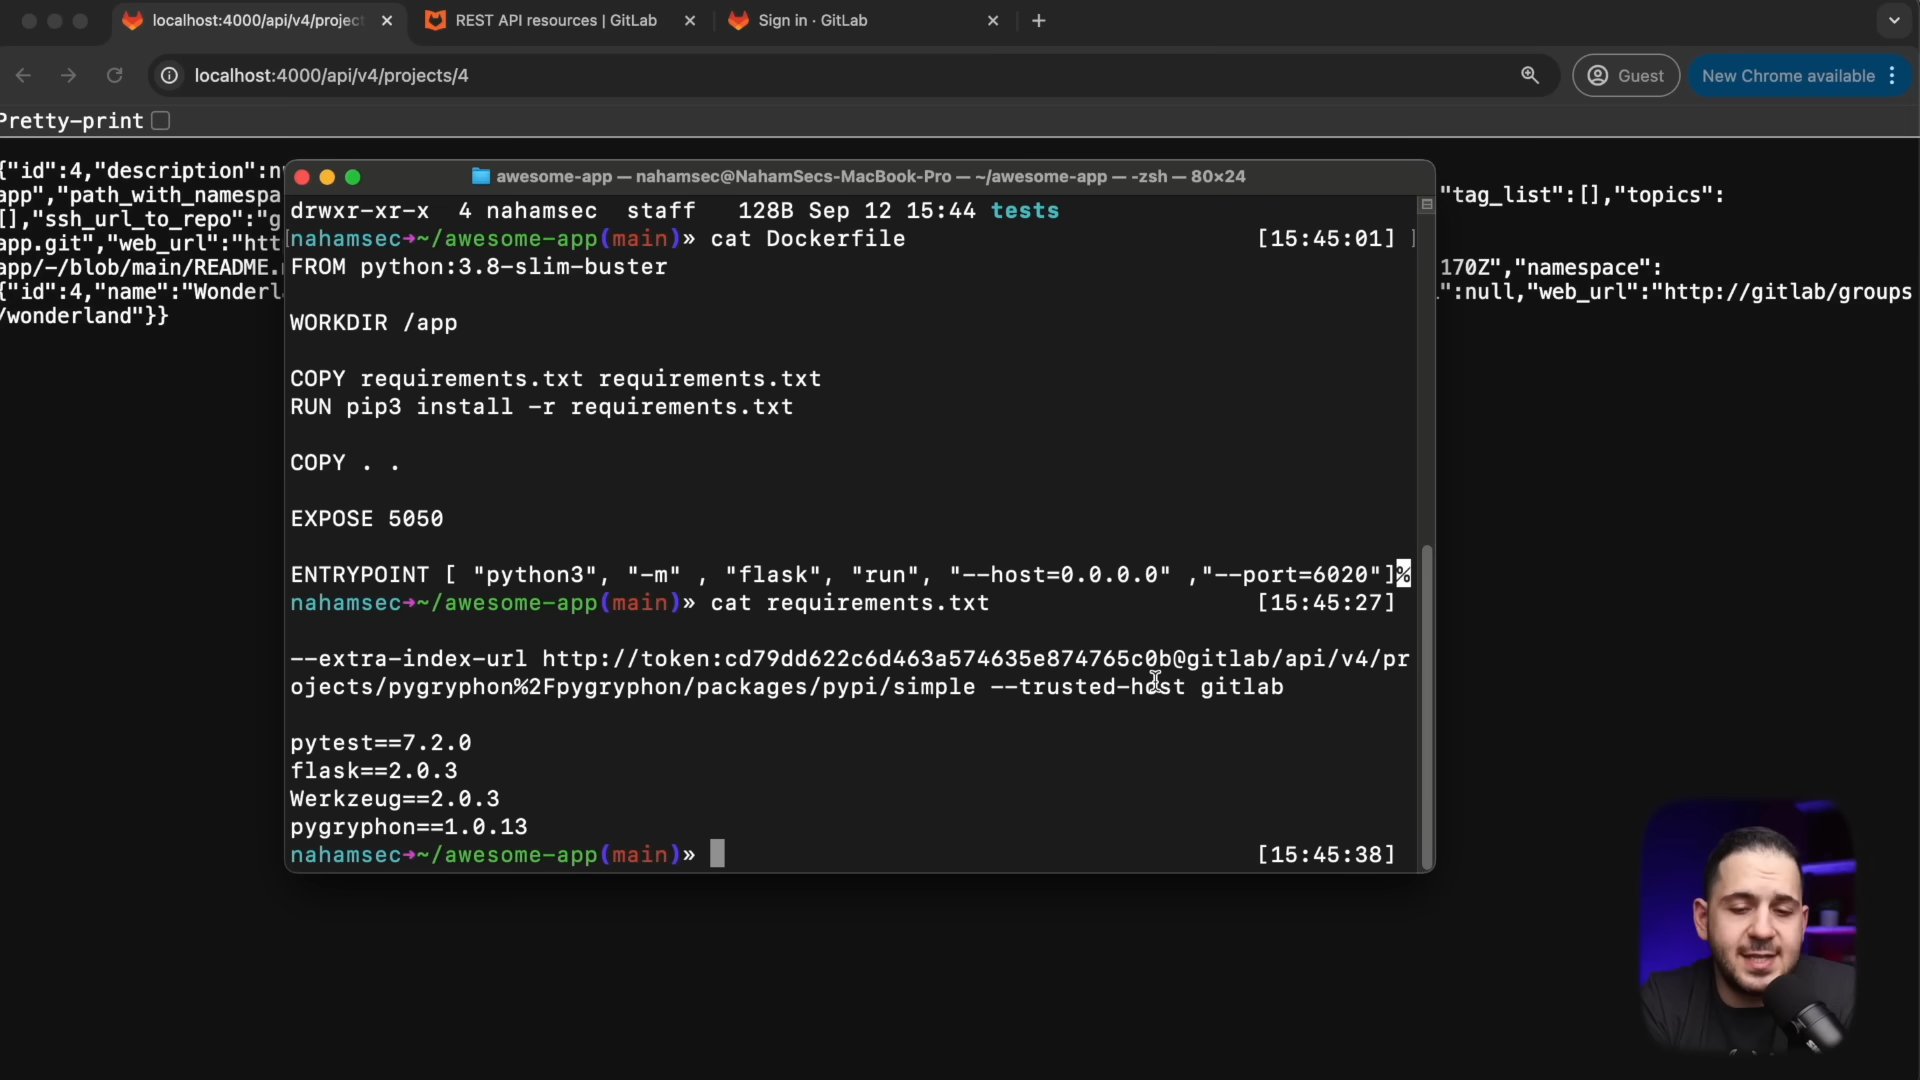 localhost:4000/api/v4/project
REST API resources | GitLab
Sign in · GitLab
localhost:4000/api/v4/projects/4
Guest
New Chrome available
Pretty-print
{"id":4,"description":n
app","path_with_namespa
[],"ssh_url_to_repo":"g
app.git","web_url":"htt
app/-/blob/main/README.
{"id":4,"name":"Wonderl
/wonderland"}}
"tag_list":[],"topics":
170Z","namespace":
":null,"web_url":"http://gitlab/groups
awesome-app — nahamsec@NahamSecs-MacBook-Pro — ~/awesome-app — -zsh — 80×24
drwxr-xr-x  4 nahamsec  staff   128B Sep 12 15:44 tests
nahamsec➜~/awesome-app(main)» cat Dockerfile [15:45:01]
FROM python:3.8-slim-buster
WORKDIR /app
COPY requirements.txt requirements.txt
RUN pip3 install -r requirements.txt
COPY . .
EXPOSE 5050
ENTRYPOINT [ "python3", "-m" , "flask", "run", "--host=0.0.0.0" ,"--port=6020"]%
nahamsec➜~/awesome-app(main)» cat requirements.txt [15:45:27]
--extra-index-url http://token:cd79dd622c6d463a574635e874765c0b@gitlab/api/v4/pr
ojects/pygryphon%2Fpygryphon/packages/pypi/simple --trusted-host gitlab
pytest==7.2.0
flask==2.0.3
Werkzeug==2.0.3
pygryphon==1.0.13
nahamsec➜~/awesome-app(main)» [15:45:38]